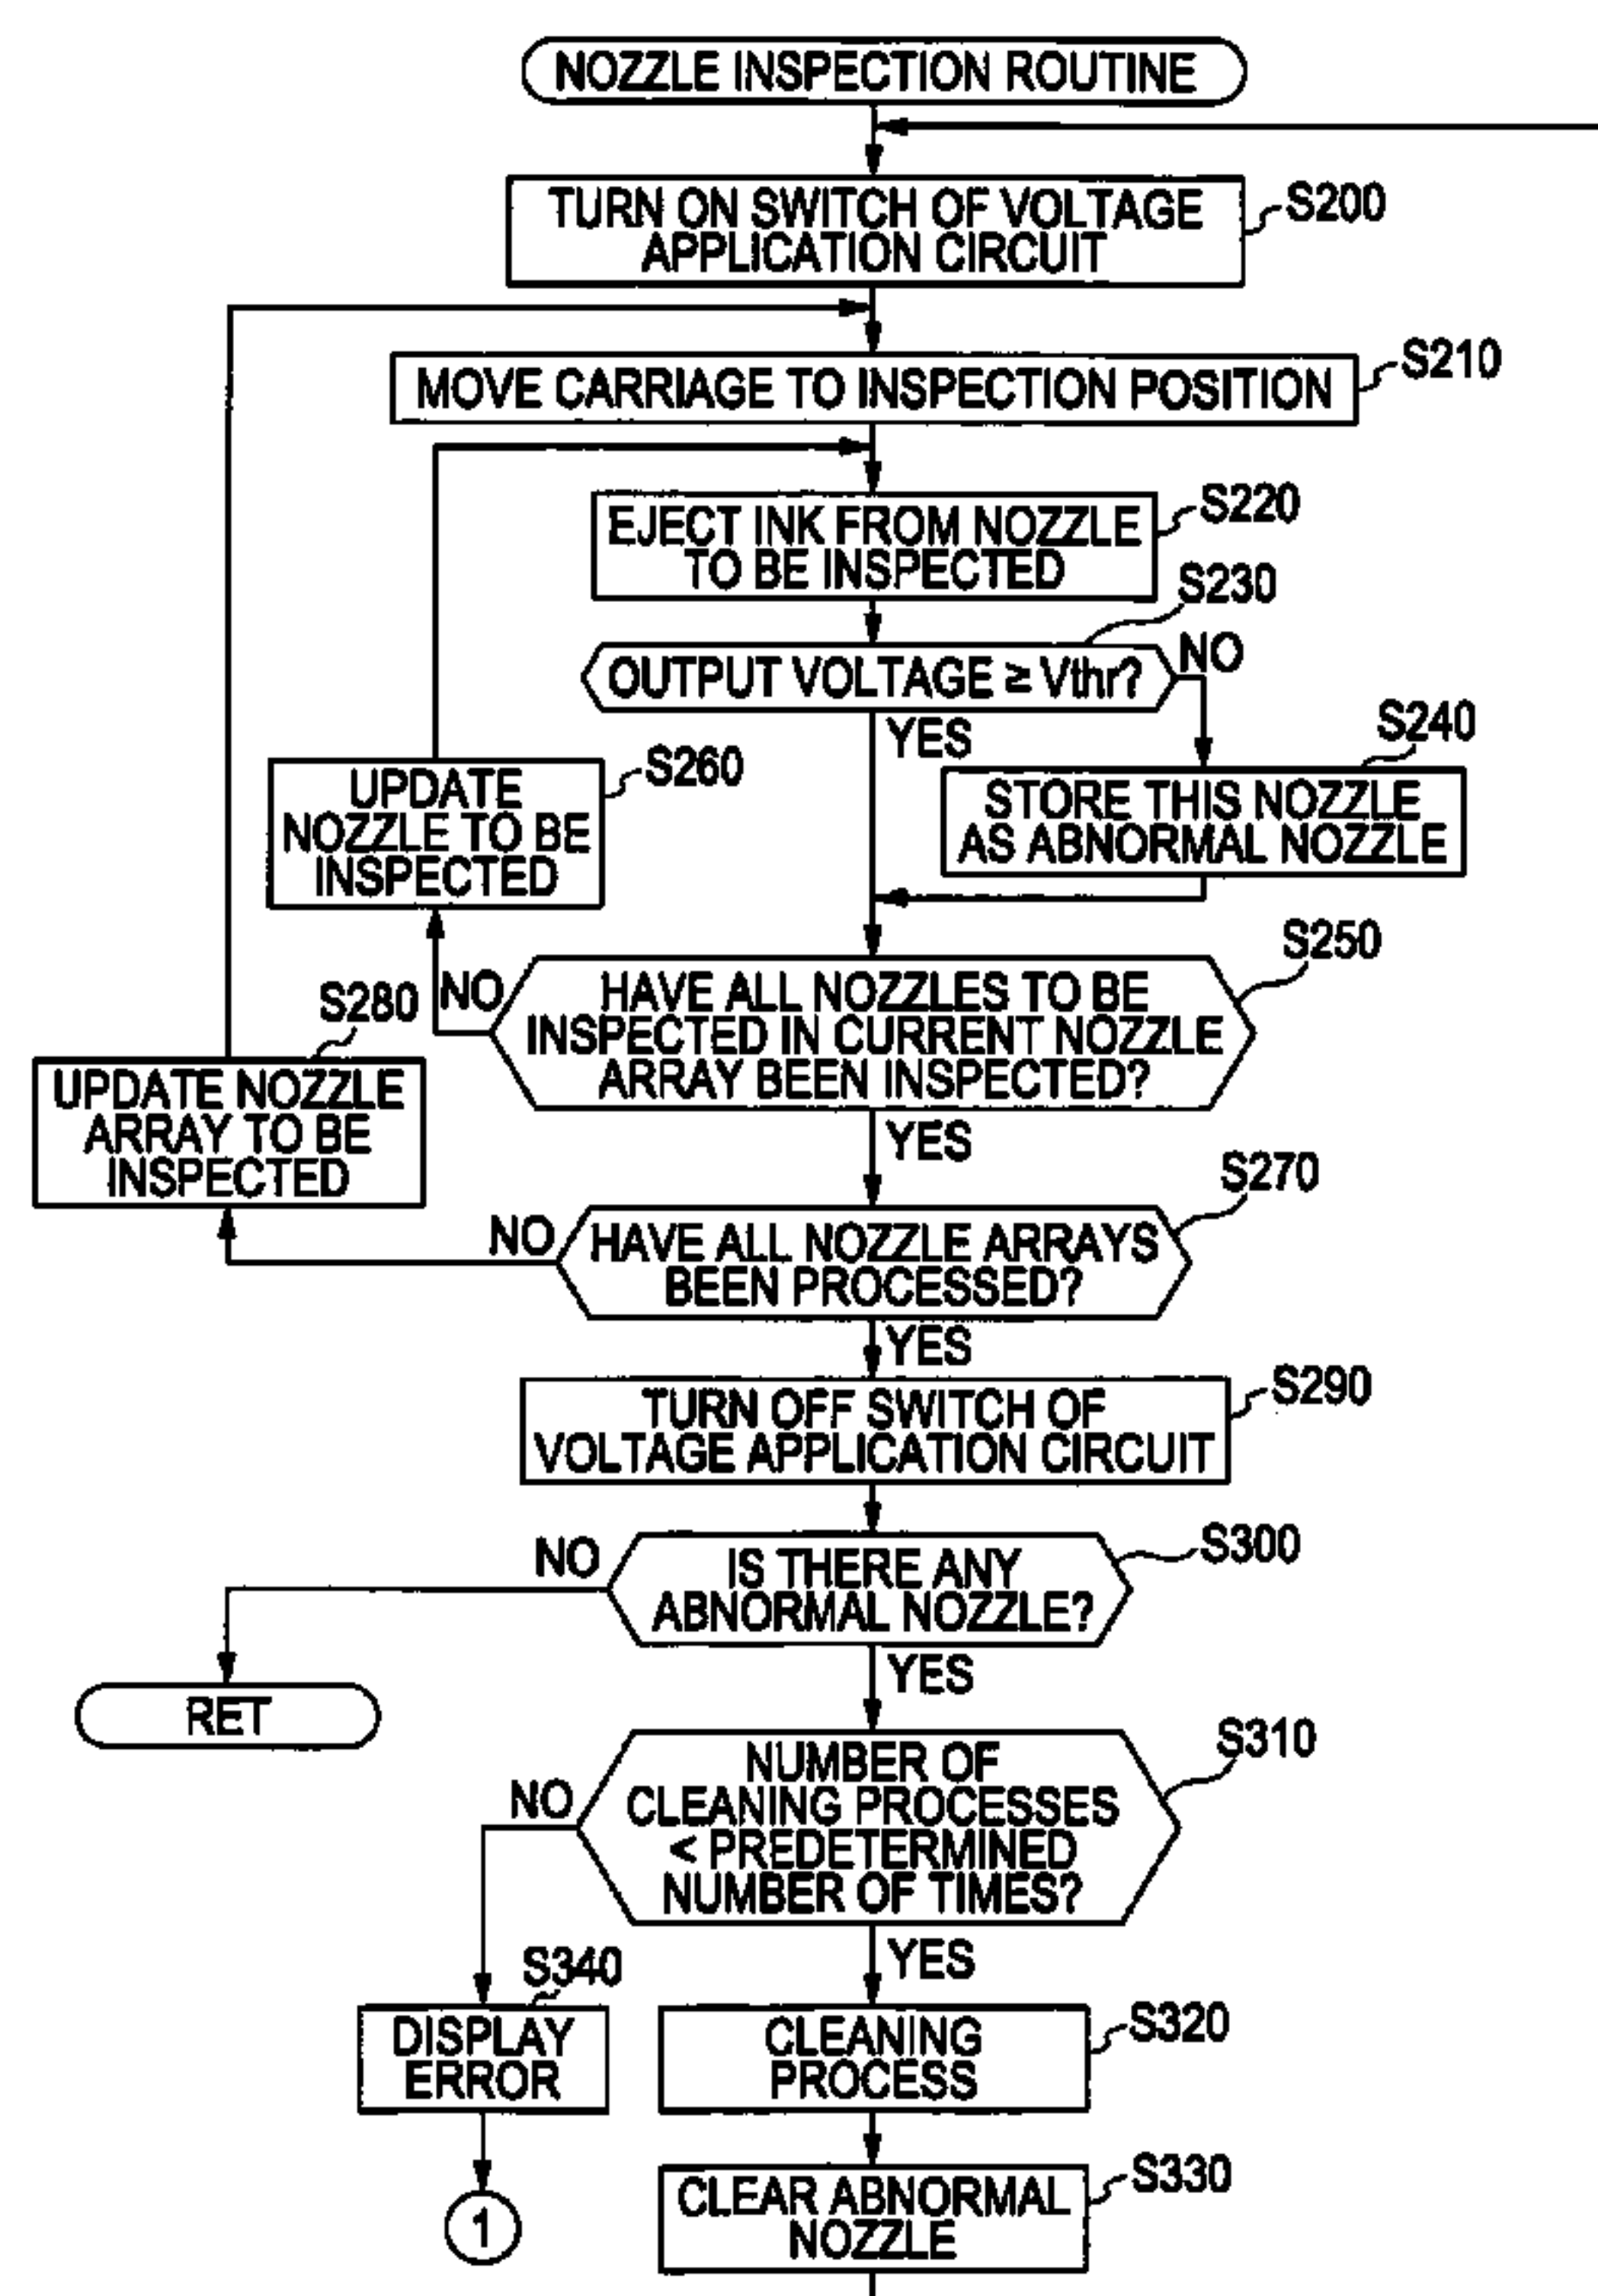 NOZZLE INSPECTION ROUTINE
TURN ON SWITCH OF VOLTAGE
APPLICATION CIRCUIT
S200
MOVE CARRIAGE TO INSPECTION POSITION
S210
EJECT INK FROM NOZZLE
TO BE INSPECTED
S220
S230
OUTPUT VOLTAGE ≥ Vthr?
NO
YES
S240
STORE THIS NOZZLE
AS ABNORMAL NOZZLE
S260
UPDATE
NOZZLE TO BE
INSPECTED
S250
NO
HAVE ALL NOZZLES TO BE
INSPECTED IN CURRENT NOZZLE
ARRAY BEEN INSPECTED?
YES
S280
UPDATE NOZZLE
ARRAY TO BE
INSPECTED
S270
NO
HAVE ALL NOZZLE ARRAYS
BEEN PROCESSED?
YES
S290
TURN OFF SWITCH OF
VOLTAGE APPLICATION CIRCUIT
S300
NO
IS THERE ANY
ABNORMAL NOZZLE?
YES
RET
S310
NO
NUMBER OF
CLEANING PROCESSES
< PREDETERMINED
NUMBER OF TIMES?
YES
S340
DISPLAY
ERROR
S320
CLEANING
PROCESS
1
S330
CLEAR ABNORMAL
NOZZLE